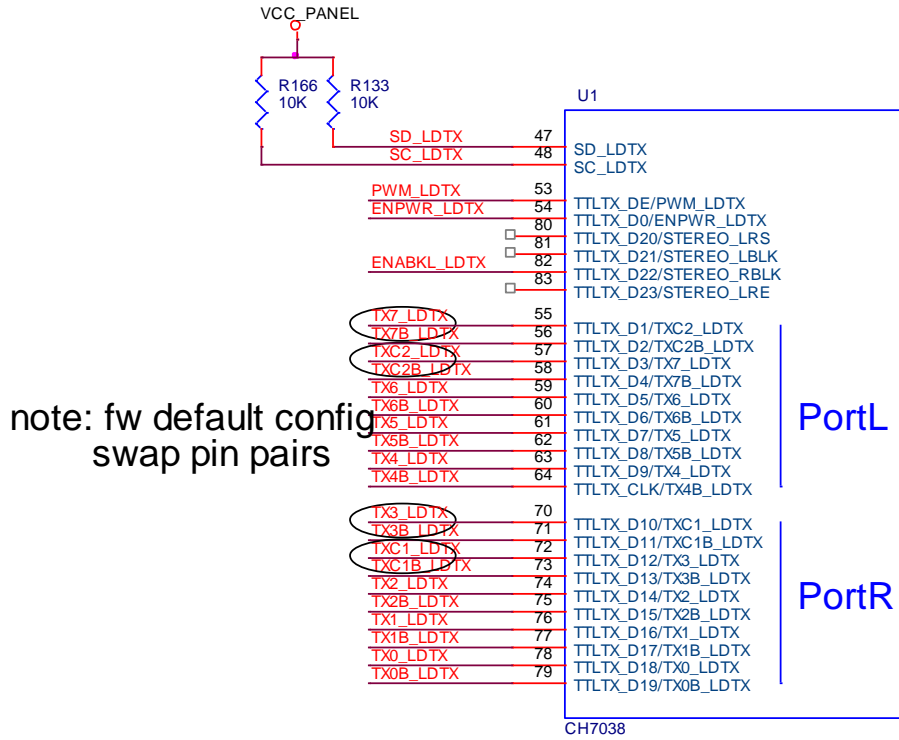 VCC_PANEL
R166
10K
R133
10K
U1
SD_LDTX 47 SD_LDTX
SC_LDTX 48 SC_LDTX
PWM_LDTX 53 TTLTX_DE/PWM_LDTX
ENPWR_LDTX 54 TTLTX_D0/ENPWR_LDTX
80 TTLTX_D20/STEREO_LRS
81 TTLTX_D21/STEREO_LBLK
ENABKL_LDTX 82 TTLTX_D22/STEREO_RBLK
83 TTLTX_D23/STEREO_LRE
TX7_LDTX 55 TTLTX_D1/TXC2_LDTX
TX7B_LDTX 56 TTLTX_D2/TXC2B_LDTX
TXC2_LDTX 57 TTLTX_D3/TX7_LDTX
TXC2B_LDTX 58 TTLTX_D4/TX7B_LDTX
TX6_LDTX 59 TTLTX_D5/TX6_LDTX
TX6B_LDTX 60 TTLTX_D6/TX6B_LDTX
TX5_LDTX 61 TTLTX_D7/TX5_LDTX
TX5B_LDTX 62 TTLTX_D8/TX5B_LDTX
TX4_LDTX 63 TTLTX_D9/TX4_LDTX
TX4B_LDTX 64 TTLTX_CLK/TX4B_LDTX
PortL
note: fw default config
swap pin pairs
TX3_LDTX 70 TTLTX_D10/TXC1_LDTX
TX3B_LDTX 71 TTLTX_D11/TXC1B_LDTX
TXC1_LDTX 72 TTLTX_D12/TX3_LDTX
TXC1B_LDTX 73 TTLTX_D13/TX3B_LDTX
TX2_LDTX 74 TTLTX_D14/TX2_LDTX
TX2B_LDTX 75 TTLTX_D15/TX2B_LDTX
TX1_LDTX 76 TTLTX_D16/TX1_LDTX
TX1B_LDTX 77 TTLTX_D17/TX1B_LDTX
TX0_LDTX 78 TTLTX_D18/TX0_LDTX
TX0B_LDTX 79 TTLTX_D19/TX0B_LDTX
PortR
CH7038